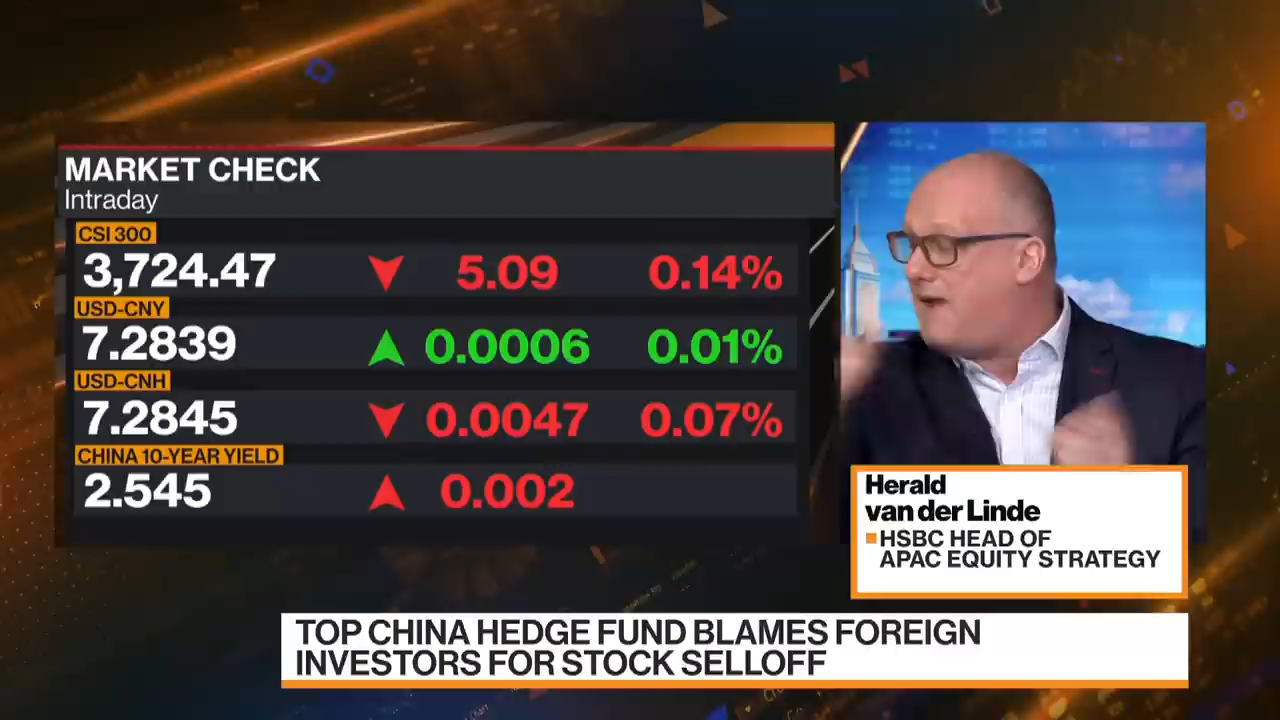 MARKET CHECK
Intraday
CSI 300
3,724.47 5.09 0.14%
USD-CNY
7.2839 0.0006 0.01%
USD-CNH
7.2845 0.0047 0.07%
CHINA 10-YEAR YIELD
2.545 0.002
Herald
van der Linde
HSBC HEAD OF
APAC EQUITY STRATEGY
TOP CHINA HEDGE FUND BLAMES FOREIGN
INVESTORS FOR STOCK SELLOFF